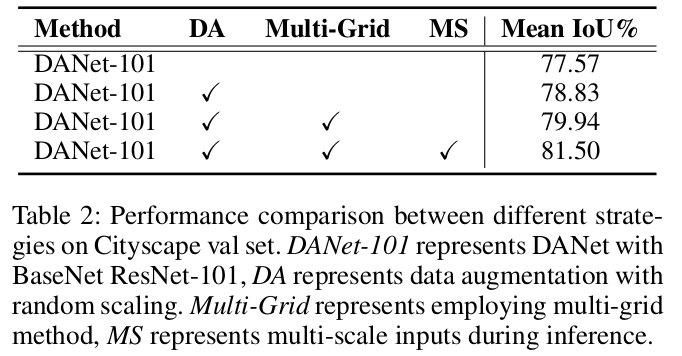 Method DA Multi-Grid MS Mean IoU%
DANet-101 77.57
DANet-101 ✓ 78.83
DANet-101 ✓ ✓ 79.94
DANet-101 ✓ ✓ ✓ 81.50
Table 2: Performance comparison between different strate-
gies on Cityscape val set. DANet-101 represents DANet with
BaseNet ResNet-101, DA represents data augmentation with
random scaling. Multi-Grid represents employing multi-grid
method, MS represents multi-scale inputs during inference.